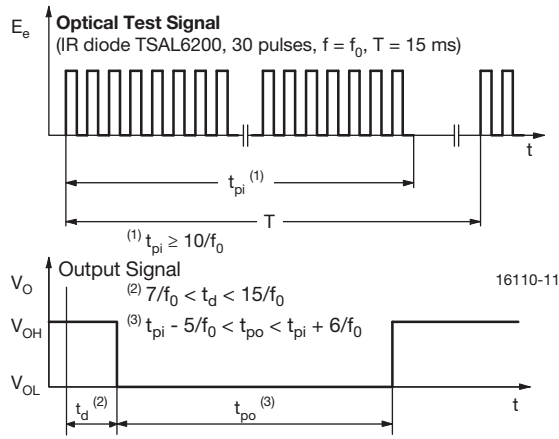 Optical Test Signal
Eₑ
(IR diode TSAL6200, 30 pulses, f = f₀, T = 15 ms)
t
tpi (1)
T
(1) tpi ≥ 10/f₀
Output Signal
VO
16110-11
(2) 7/f₀ < td < 15/f₀
VOH
(3) tpi - 5/f₀ < tpo < tpi + 6/f₀
VOL
td (2)
tpo (3)
t